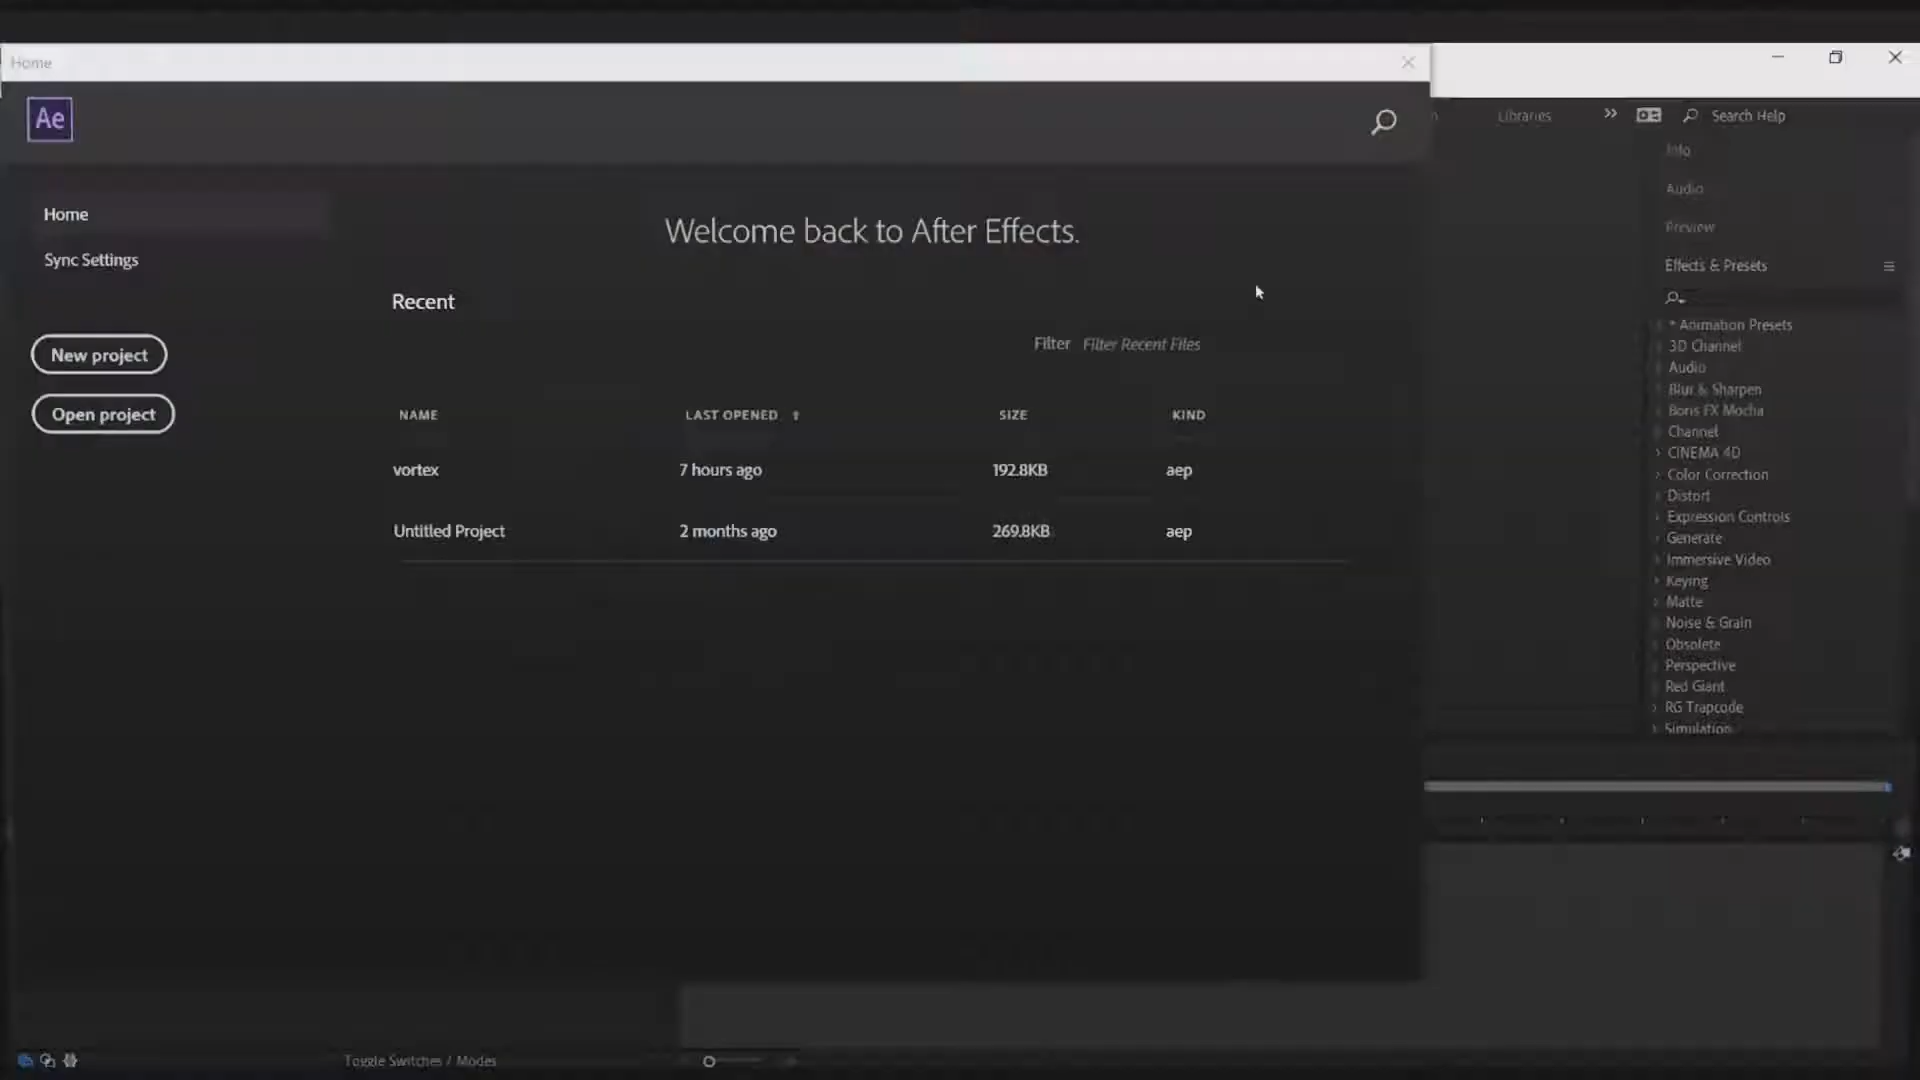 Home
Ae
Libraries
Search Help
Info
Audio
Preview
Effects & Presets
Home
Sync Settings
New project
Open project
Welcome back to After Effects.
Recent
Filter Filter Recent Files
NAME LAST OPENED SIZE KIND
vortex 7 hours ago 192.8KB aep
Untitled Project 2 months ago 269.8KB aep
* Animation Presets
3D Channel
Audio
Blur & Sharpen
Boris FX Mocha
Channel
CINEMA 4D
Color Correction
Distort
Expression Controls
Generate
Immersive Video
Keying
Matte
Noise & Grain
Obsolete
Perspective
Red Giant
RG Trapcode
Simulation
Toggle Switches / Modes